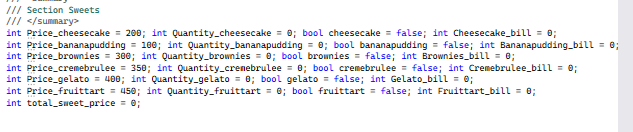 /// Section Sweets
/// </summary>
int Price_cheesecake = 200; int Quantity_cheesecake = 0; bool cheesecake = false; int Cheesecake_bill = 0;
int Price_bananapudding = 100; int Quantity_bananapudding = 0; bool bananapudding = false; int Bananapudding_bill = 0;
int Price_brownies = 300; int Quantity_brownies = 0; bool brownies = false; int Brownies_bill = 0;
int Price_cremebrulee = 350; int Quantity_cremebrulee = 0; bool cremebrulee = false; int Cremebrulee_bill = 0;
int Price_gelato = 400; int Quantity_gelato = 0; bool gelato = false; int Gelato_bill = 0;
int Price_fruittart = 450; int Quantity_fruittart = 0; bool fruittart = false; int Fruittart_bill = 0;
int total_sweet_price = 0;